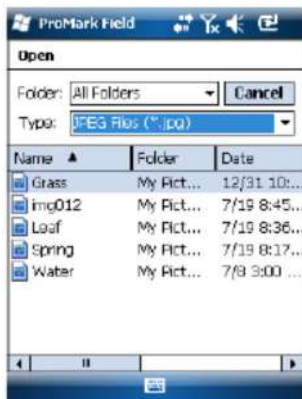 ProMark Field
Open
Folder: All Folders Cancel
Type: JPEG Files (*.jpg)
Name Folder Date
Grass My Pict... 12/31 10:...
img012 My Pict... 7/19 8:45...
Leaf My Pict... 7/19 8:36...
Spring My Pict... 7/19 8:17...
Water My Pict... 7/8 3:00 ...